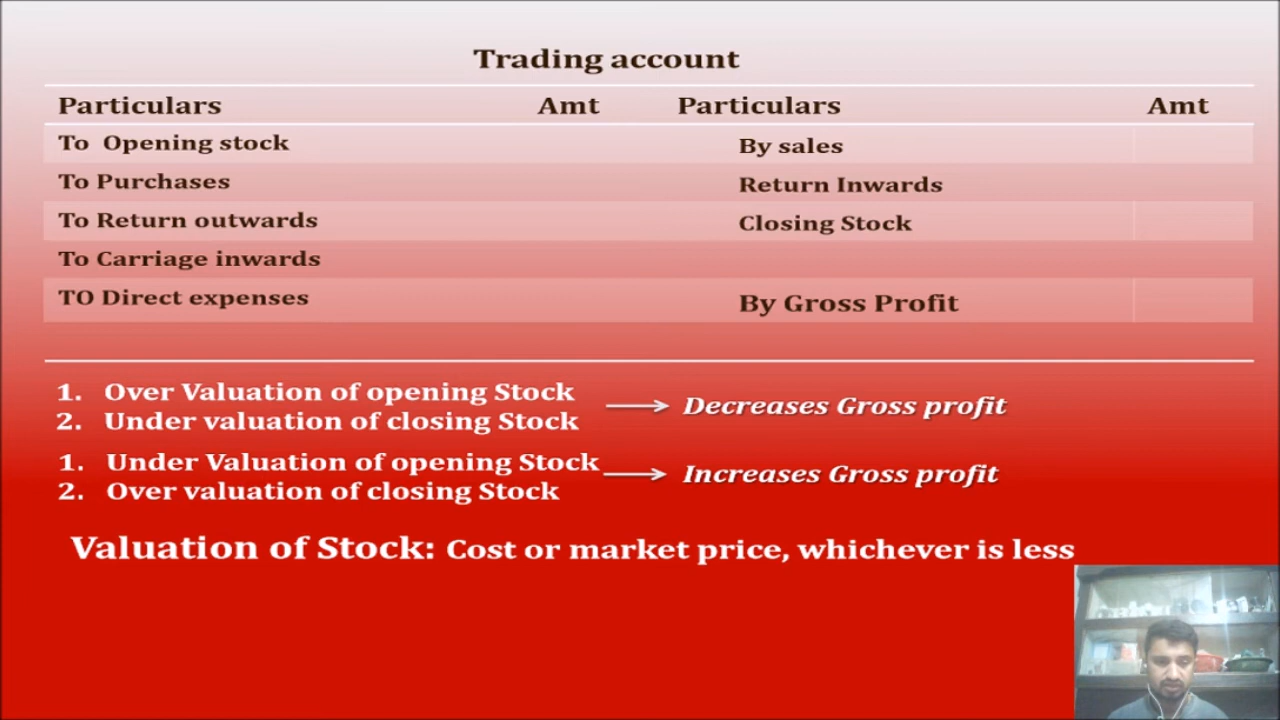 Trading account
Particulars Amt Particulars Amt
To Opening stock By sales
To Purchases Return Inwards
To Return outwards Closing Stock
To Carriage inwards
TO Direct expenses By Gross Profit
1. Over Valuation of opening Stock
2. Under valuation of closing Stock
Decreases Gross profit
1. Under Valuation of opening Stock
2. Over valuation of closing Stock
Increases Gross profit
Valuation of Stock: Cost or market price, whichever is less